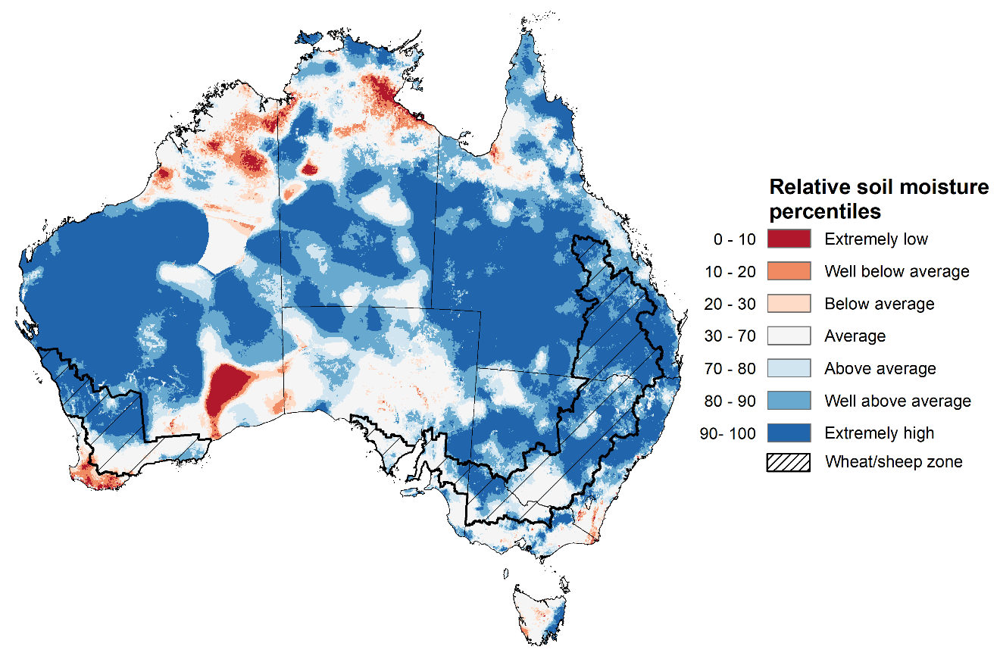 Relative soil moisture
percentiles
0 - 10 Extremely low
10 - 20 Well below average
20 - 30 Below average
30 - 70 Average
70 - 80 Above average
80 - 90 Well above average
90- 100 Extremely high
Wheat/sheep zone